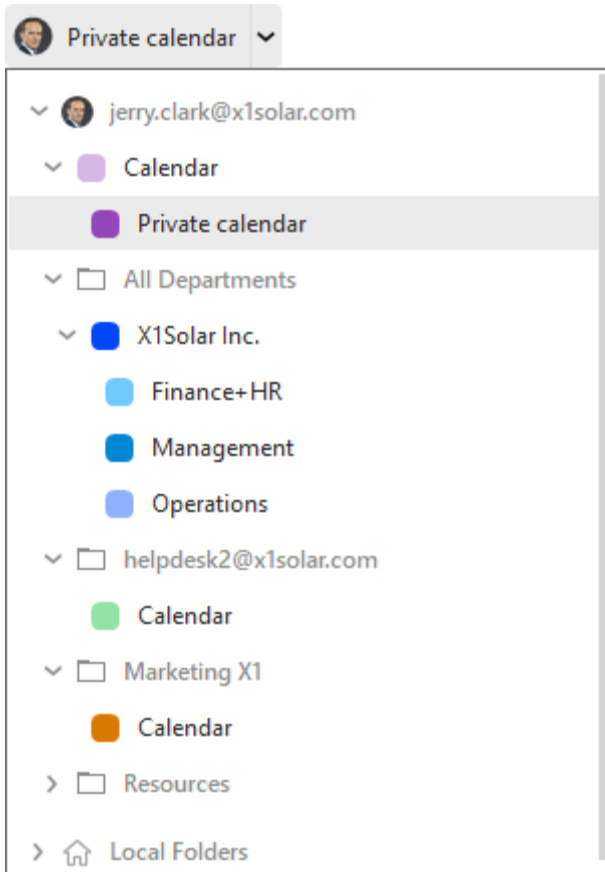 Private calendar
jerry.clark@x1solar.com
Calendar
Private calendar
All Departments
X1Solar Inc.
Finance+HR
Management
Operations
helpdesk2@x1solar.com
Calendar
Marketing X1
Calendar
Resources
Local Folders